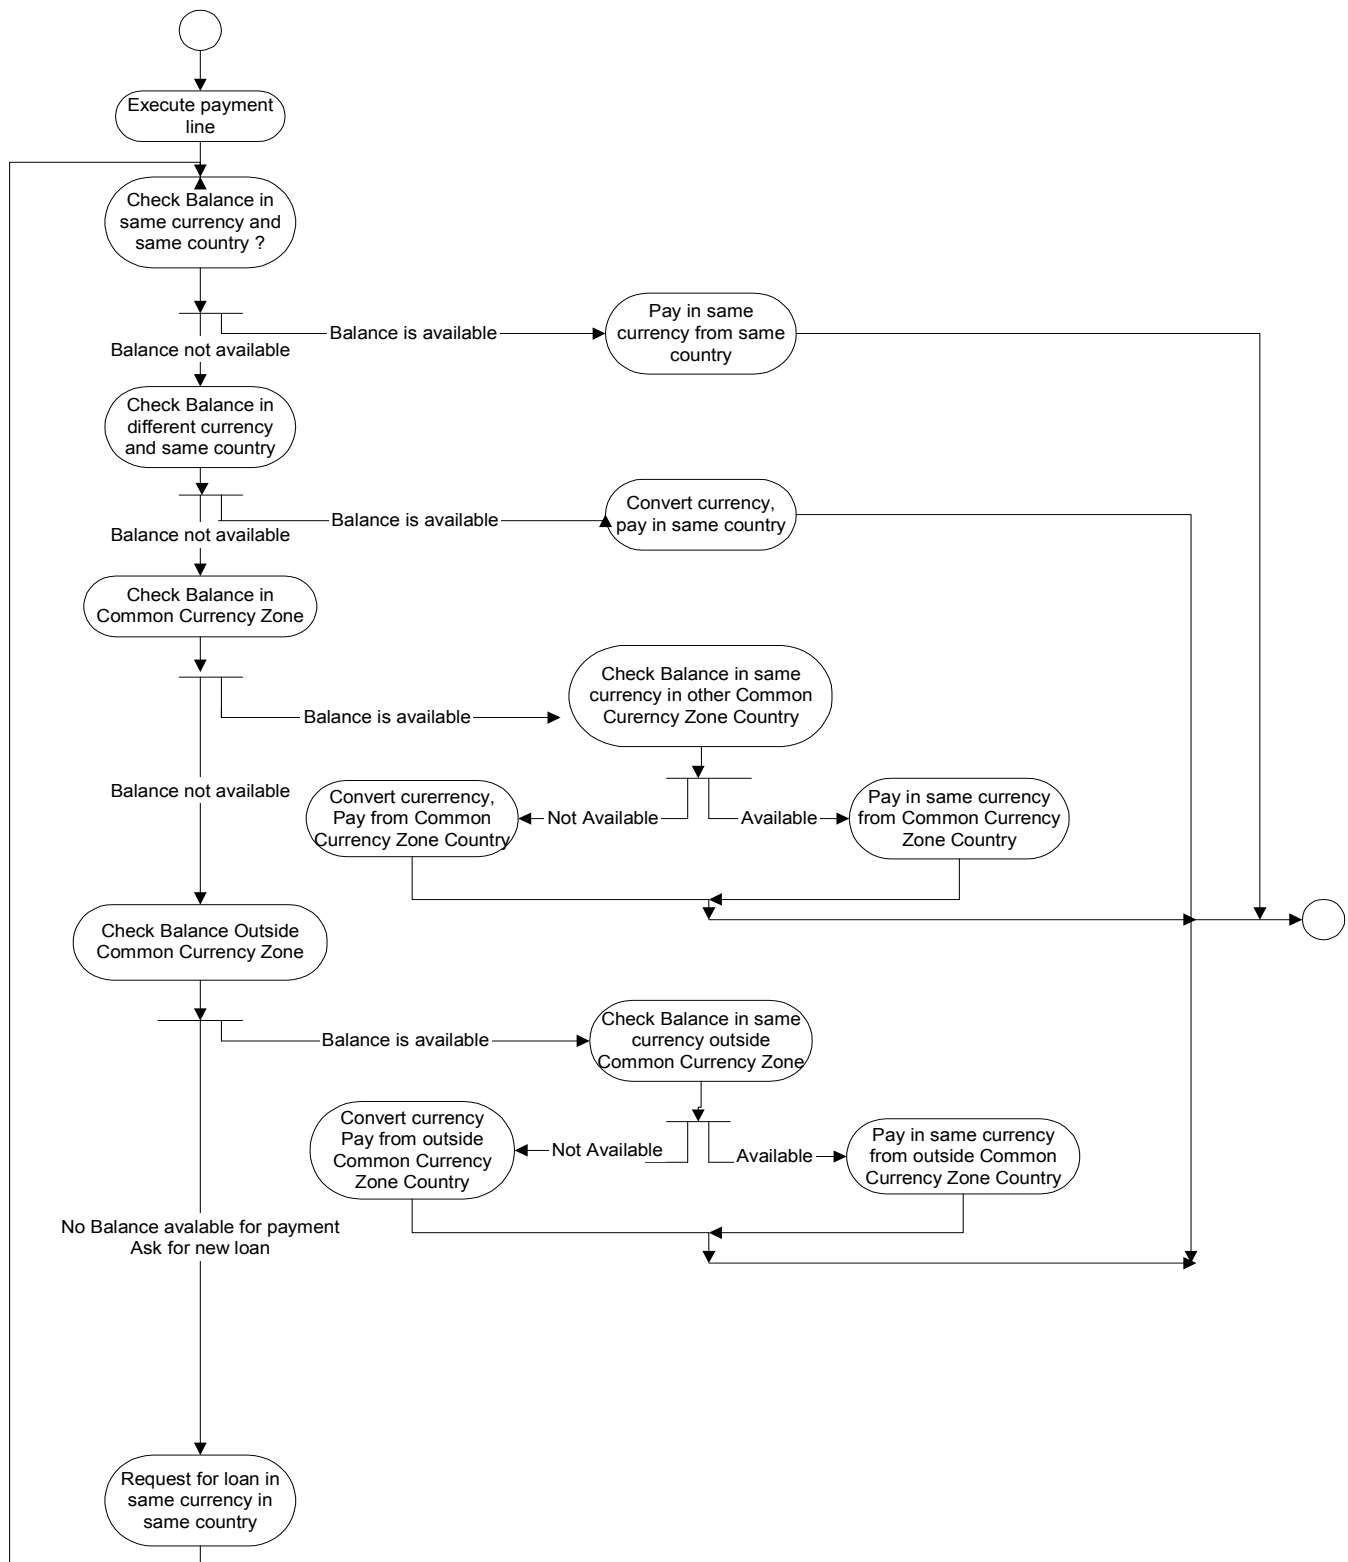 Execute payment
line
Check Balance in
same currency and
same country ?
Balance is available
Pay in same
currency from same
country
Balance not available
Check Balance in
different currency
and same country
Balance is available
Convert currency,
pay in same country
Balance not available
Check Balance in
Common Currency Zone
Balance is available
Check Balance in same
currency in other Common
Curerncy Zone Country
Balance not available
Convert curerrency,
Pay from Common
Currency Zone Country
Not Available
Available
Pay in same currency
from Common Currency
Zone Country
Check Balance Outside
Common Currency Zone
Balance is available
Check Balance in same
currency outside
Common Currency Zone
Convert currency
Pay from outside
Common Currency
Zone Country
Not Available
Available
Pay in same currency
from outside Common
Currency Zone Country
No Balance avalable for payment
Ask for new loan
Request for loan in
same currency in
same country